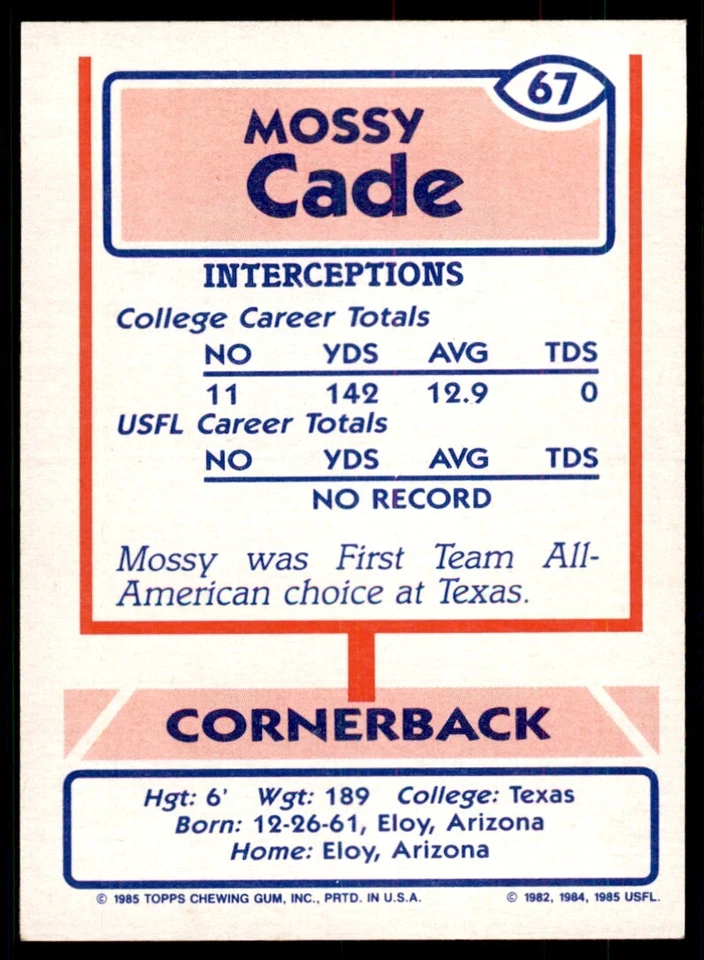 67
MOSSY
Cade
INTERCEPTIONS
College Career Totals
NO YDS AVG TDS
11 142 12.9 0
USFL Career Totals
NO YDS AVG TDS
NO RECORD
Mossy was First Team All-
American choice at Texas.
CORNERBACK
Hgt: 6' Wgt: 189 College: Texas
Born: 12-26-61, Eloy, Arizona
Home: Eloy, Arizona
© 1985 TOPPS CHEWING GUM, INC., PRTD. IN U.S.A. © 1982, 1984, 1985 USFL.